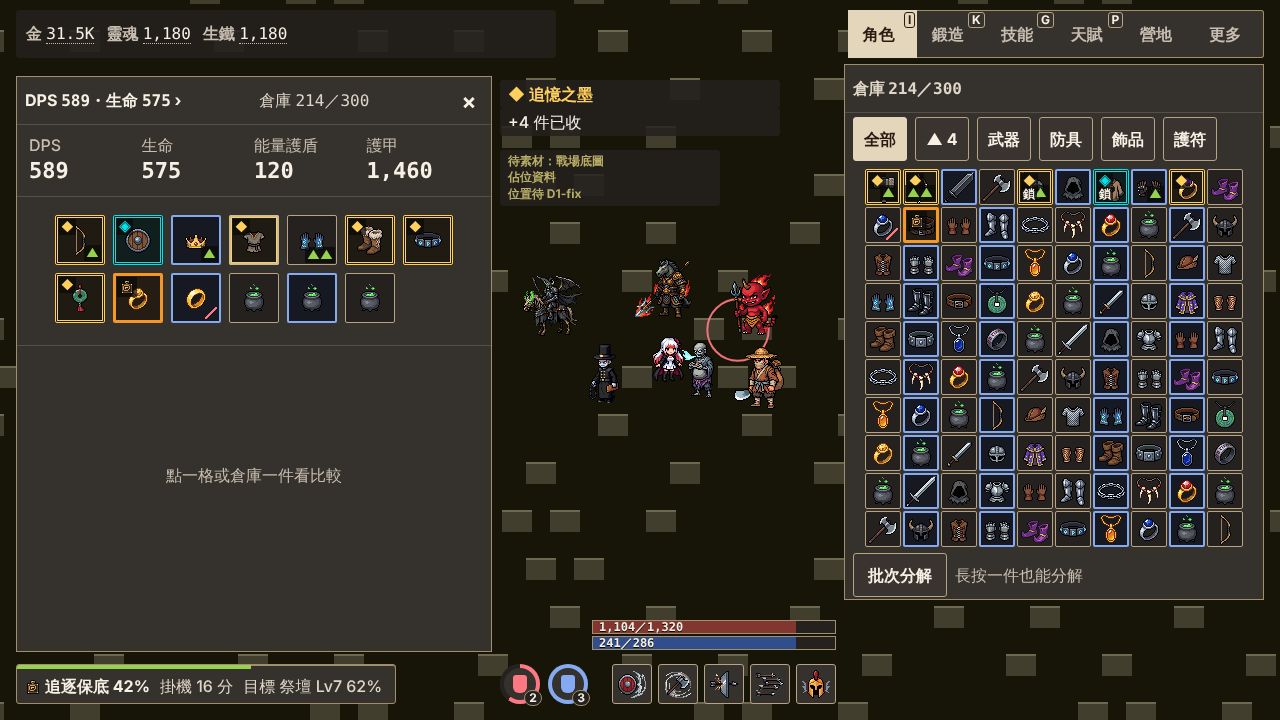 金 31.5K 靈魂 1,180 生鐵 1,180
角色 I 鍛造 K 技能 G 天賦 P 營地 更多
DPS 589・生命 575 › 倉庫 214／300 ×
DPS 生命 能量護盾 護甲
589 575 120 1,460
點一格或倉庫一件看比較
◆ 追憶之墨
+4 件已收
待素材：戰場底圖
佔位資料
位置待 D1-fix
倉庫 214／300
全部 ▲ 4 武器 防具 飾品 護符
鎖 鎖
批次分解 長按一件也能分解
1,104／1,320
241／286
追逐保底 42% 掛機 16 分 目標 祭壇 Lv7 62%
2 3